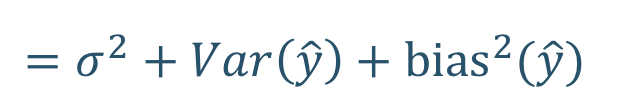 = σ² + Var(ŷ) + bias²(ŷ)